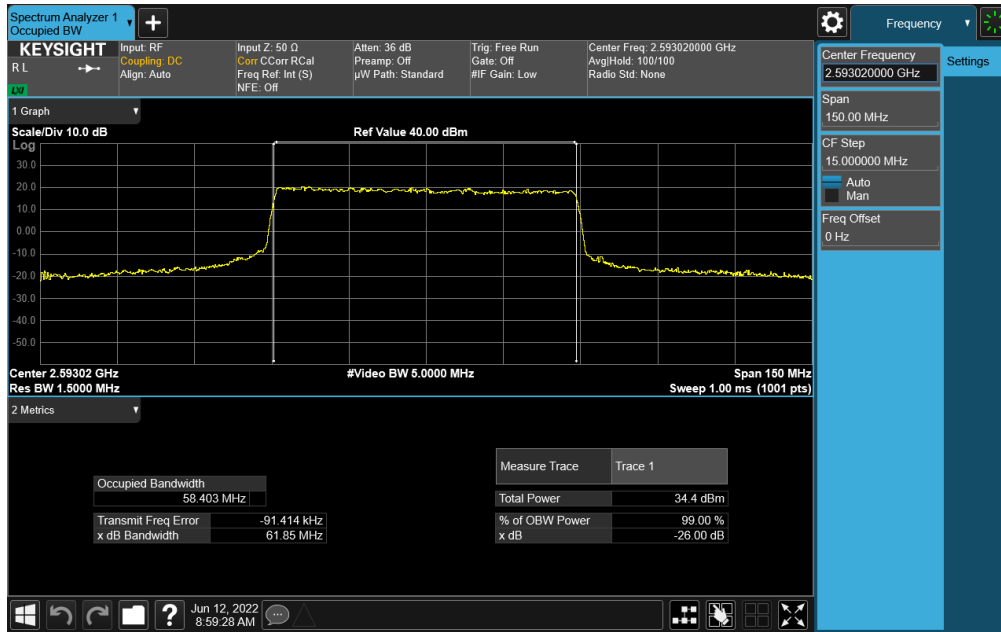 Spectrum Analyzer 1
Occupied BW
Frequency
KEYSIGHT
R L
LXI
Input: RF
Coupling: DC
Align: Auto
Input Z: 50 Ω
Corr CCorr RCal
Freq Ref: Int (S)
NFE: Off
Atten: 36 dB
Preamp: Off
µW Path: Standard
Trig: Free Run
Gate: Off
#IF Gain: Low
Center Freq: 2.593020000 GHz
Avg|Hold: 100/100
Radio Std: None
Center Frequency
2.593020000 GHz
Settings
Span
150.00 MHz
CF Step
15.000000 MHz
Auto
Man
Freq Offset
0 Hz
1 Graph
Scale/Div 10.0 dB
Ref Value 40.00 dBm
Log
30.0
20.0
10.0
0.00
-10.0
-20.0
-30.0
-40.0
-50.0
Center 2.59302 GHz
#Video BW 5.0000 MHz
Span 150 MHz
Res BW 1.5000 MHz
Sweep 1.00 ms (1001 pts)
2 Metrics
Measure Trace
Trace 1
Occupied Bandwidth
58.403 MHz
Total Power
34.4 dBm
Transmit Freq Error
-91.414 kHz
% of OBW Power
99.00 %
x dB Bandwidth
61.85 MHz
x dB
-26.00 dB
Jun 12, 2022
8:59:28 AM